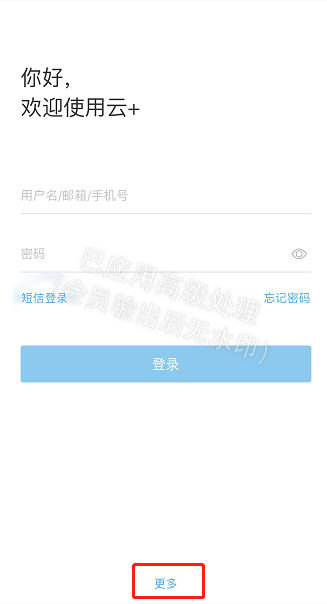 你好，
欢迎使用云+
用户名/邮箱/手机号
密码
已应用高级处理
（会员输出后无水印）
短信登录
忘记密码
登录
更多